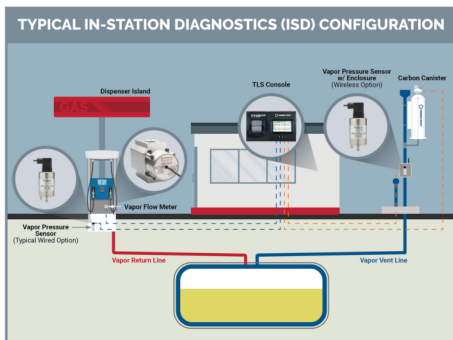 TYPICAL IN-STATION DIAGNOSTICS (ISD) CONFIGURATION
Dispenser Island
GAS
TLS Console
Vapor Pressure Sensor
w/ Enclosure
(Wireless Option)
Carbon Canister
Vapor Flow Meter
Vapor Pressure
Sensor
(Typical Wired Option)
Vapor Return Line
Vapor Vent Line